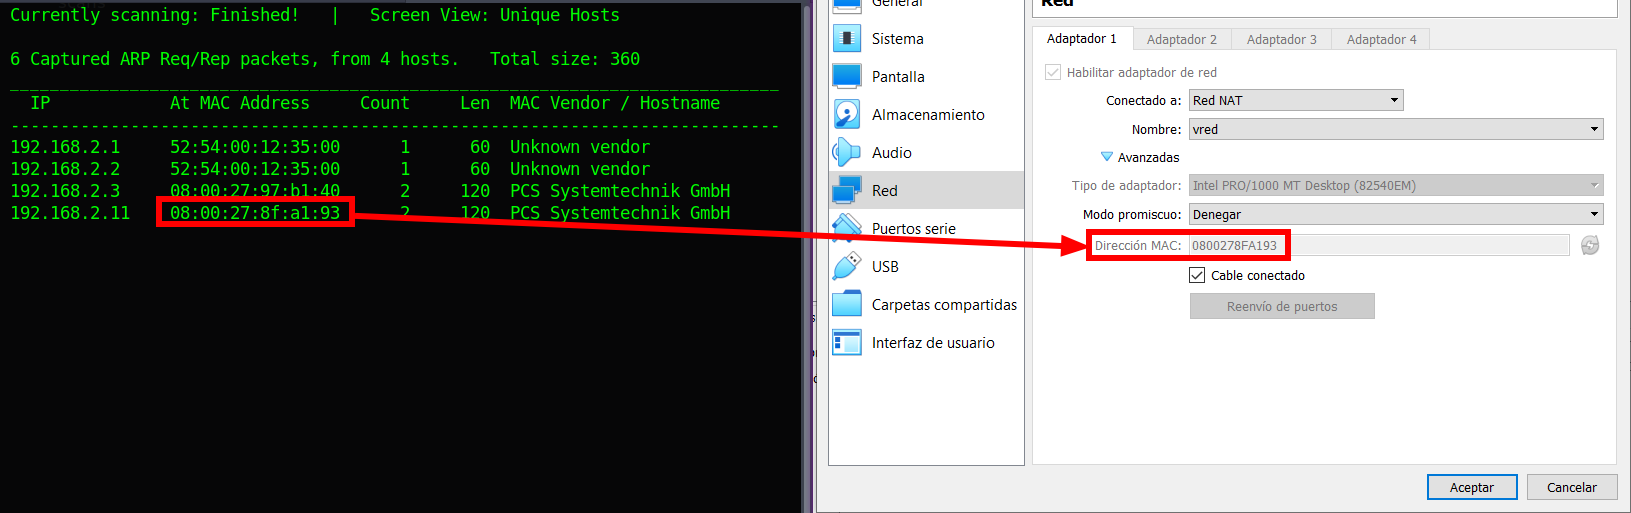 Currently scanning: Finished!   |   Screen View: Unique Hosts
6 Captured ARP Req/Rep packets, from 4 hosts.   Total size: 360
_____________________________________________________________________________
IP            At MAC Address     Count     Len  MAC Vendor / Hostname
-----------------------------------------------------------------------------
192.168.2.1     52:54:00:12:35:00      1      60  Unknown vendor
192.168.2.2     52:54:00:12:35:00      1      60  Unknown vendor
192.168.2.3     08:00:27:97:b1:40      2     120  PCS Systemtechnik GmbH
192.168.2.11    08:00:27:8f:a1:93      2     120  PCS Systemtechnik GmbH
General
Sistema
Pantalla
Almacenamiento
Audio
Red
Puertos serie
USB
Carpetas compartidas
Interfaz de usuario
Red
Adaptador 1 Adaptador 2 Adaptador 3 Adaptador 4
Habilitar adaptador de red
Conectado a: Red NAT
Nombre: vred
Avanzadas
Tipo de adaptador: Intel PRO/1000 MT Desktop (82540EM)
Modo promiscuo: Denegar
Dirección MAC: 0800278FA193
Cable conectado
Reenvío de puertos
Aceptar Cancelar